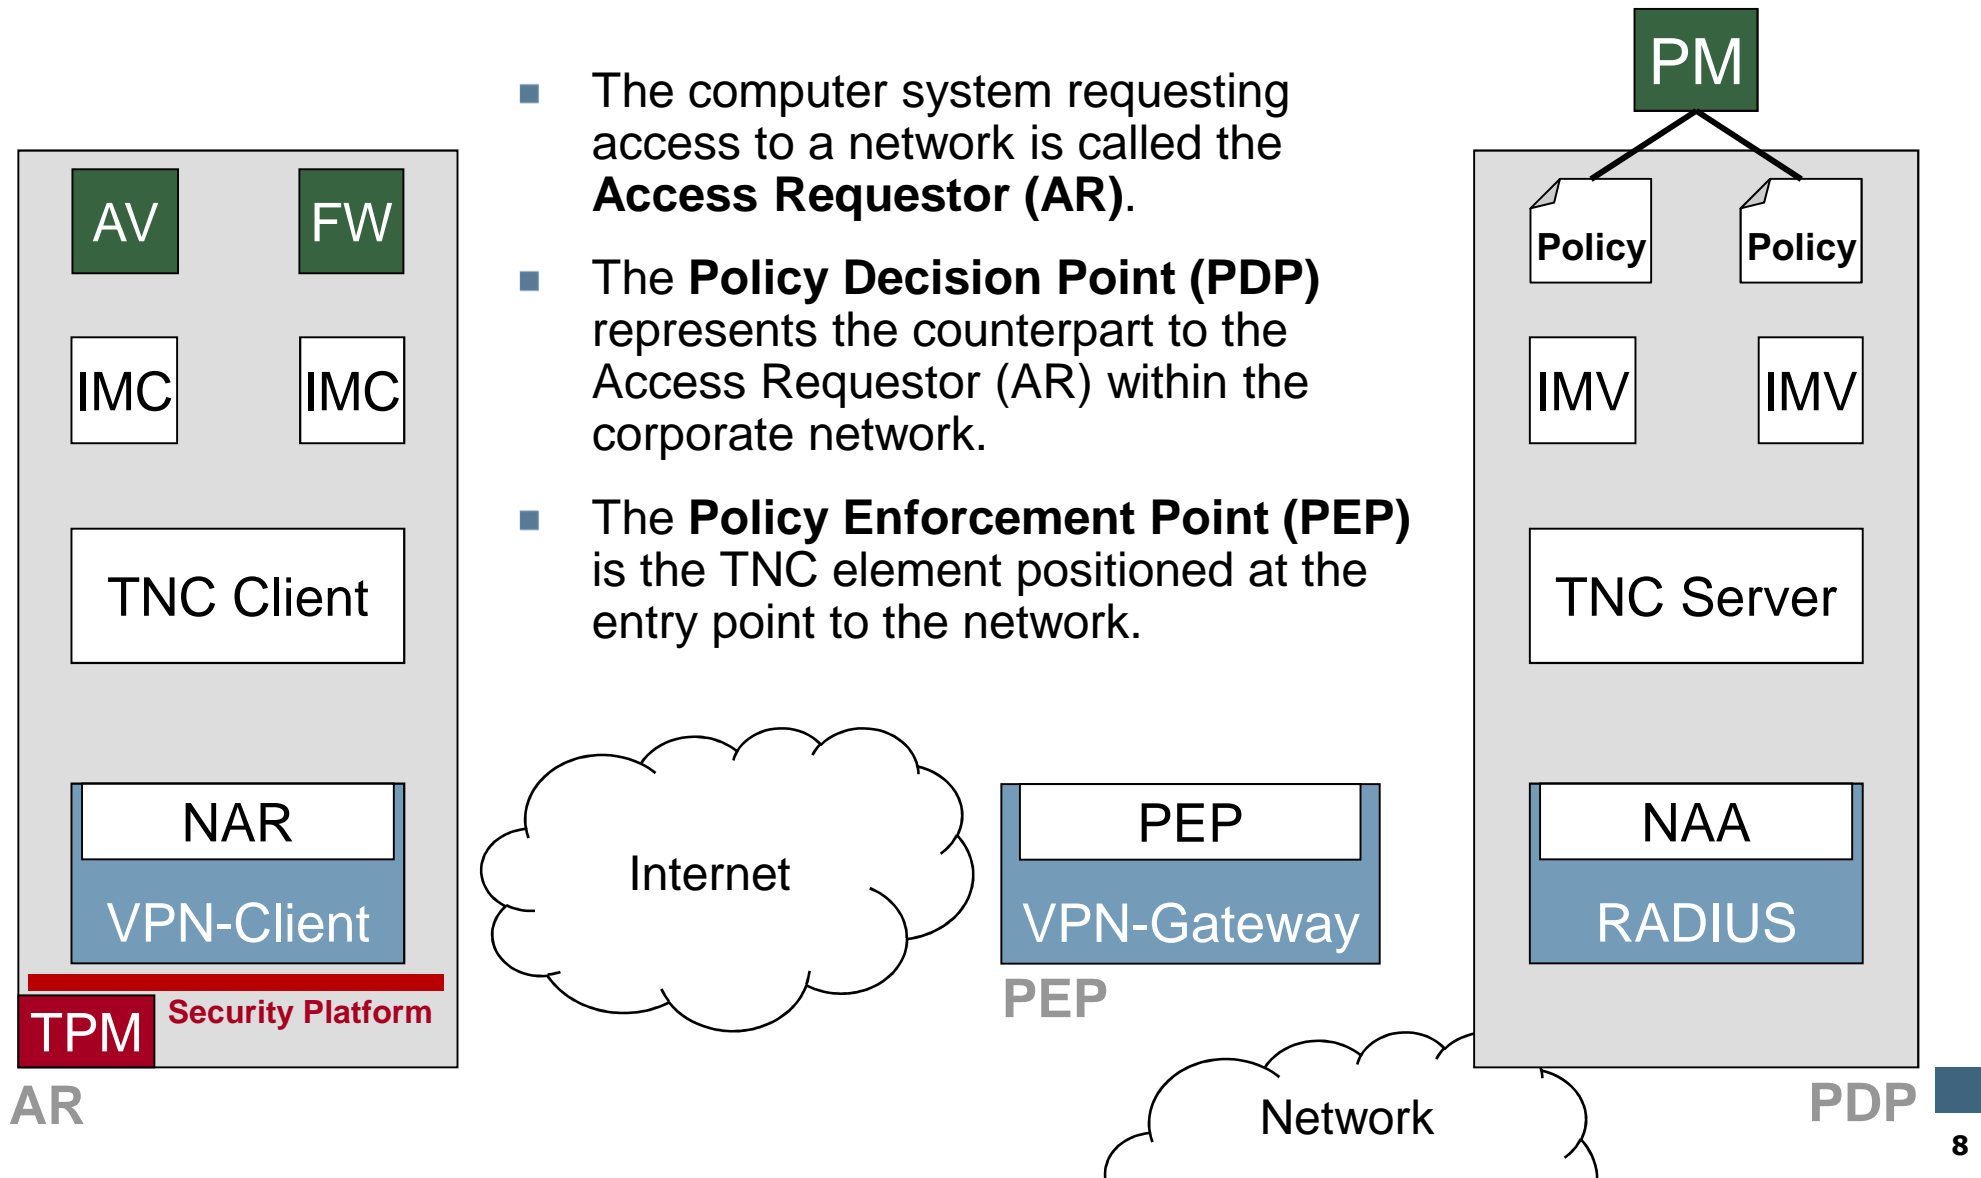 PM
The computer system requesting
access to a network is called the
Access Requestor (AR).
The Policy Decision Point (PDP)
represents the counterpart to the
Access Requestor (AR) within the
corporate network.
The Policy Enforcement Point (PEP)
is the TNC element positioned at the
entry point to the network.
AV FW
IMC IMC
TNC Client
NAR
VPN-Client
Security Platform
TPM
AR
Internet
PEP
VPN-Gateway
PEP
Network
Policy Policy
IMV IMV
TNC Server
NAA
RADIUS
PDP
8